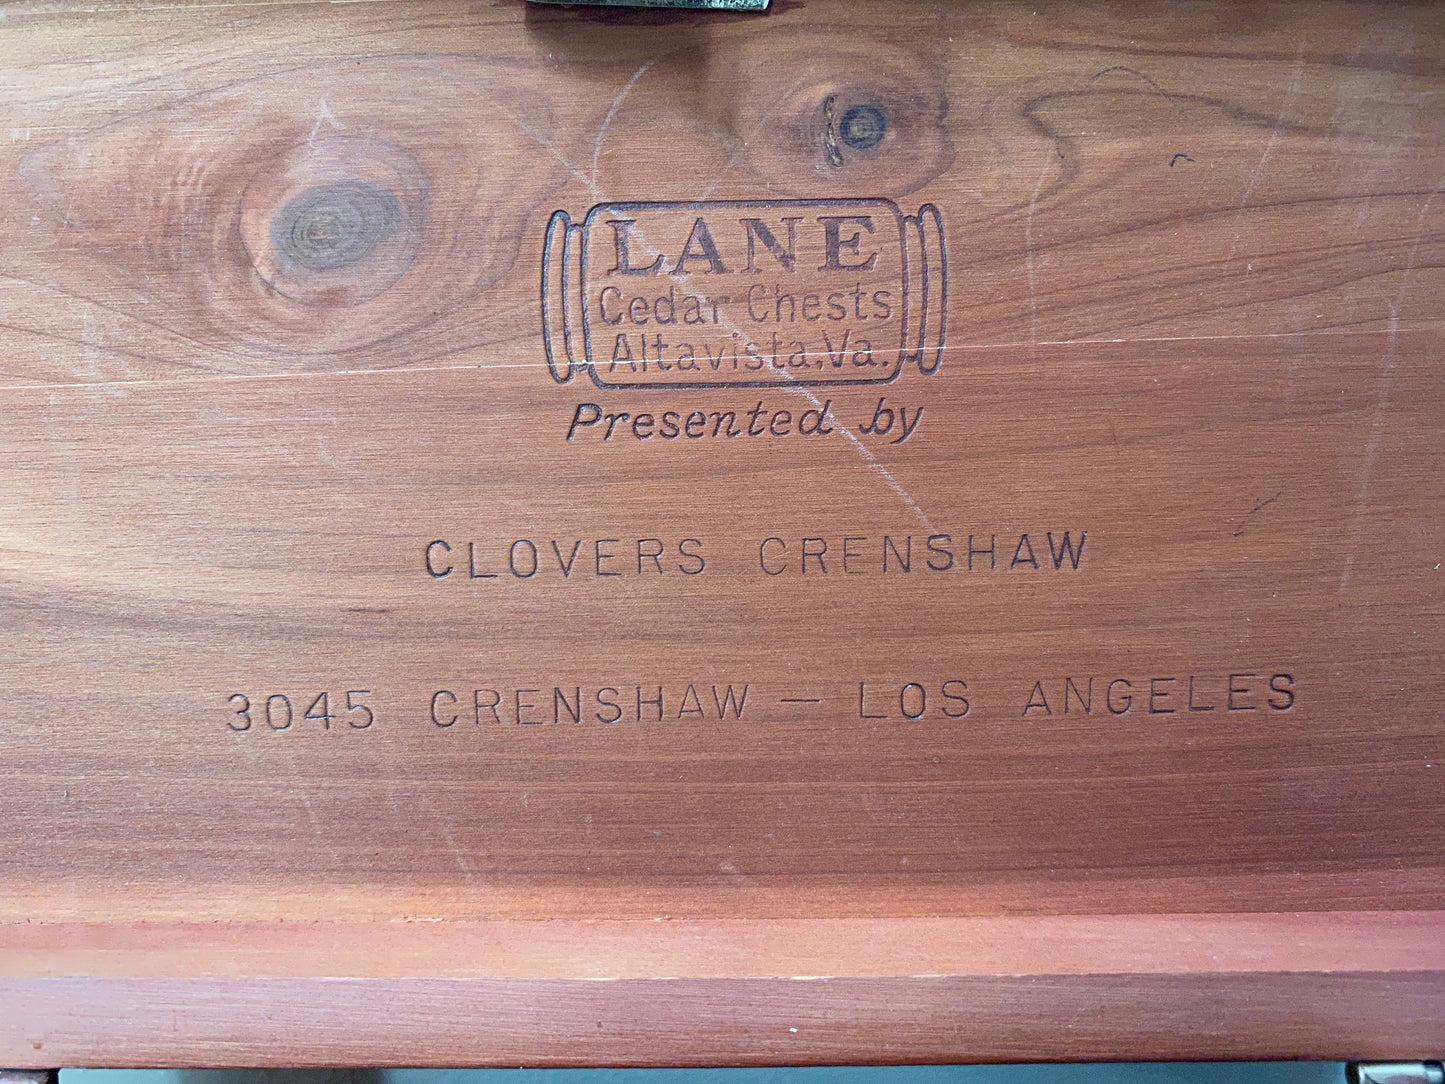 LANE
Cedar Chests
Altavista, Va.
Presented by
CLOVERS CRENSHAW
3045 CRENSHAW — LOS ANGELES